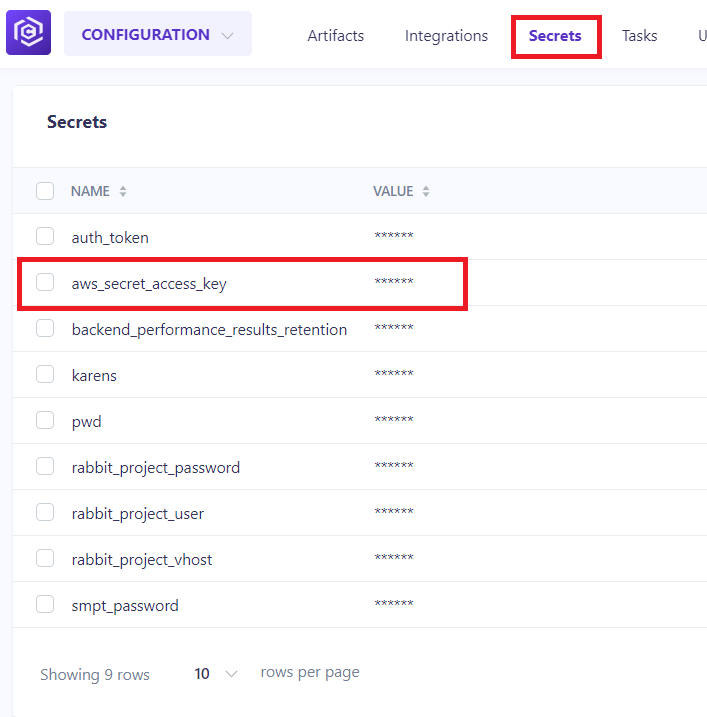 CONFIGURATION Artifacts Integrations Secrets Tasks U
Secrets
NAME VALUE
auth_token ******
aws_secret_access_key ******
backend_performance_results_retention ******
karens ******
pwd ******
rabbit_project_password ******
rabbit_project_user ******
rabbit_project_vhost ******
smpt_password ******
Showing 9 rows 10 rows per page